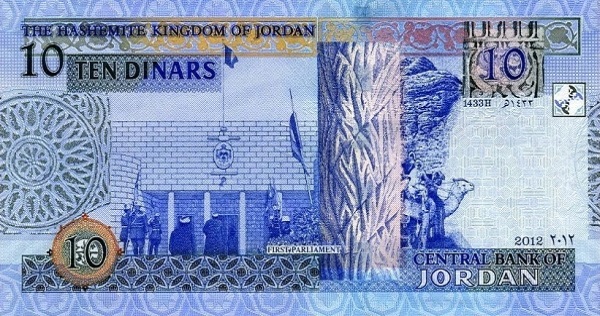 THE HASHEMITE KINGDOM OF JORDAN
10 TEN DINARS
10
1433H ١٤٣٣هـ
FIRST PARLIAMENT
10
2012 ٢٠١٢
CENTRAL BANK OF
JORDAN